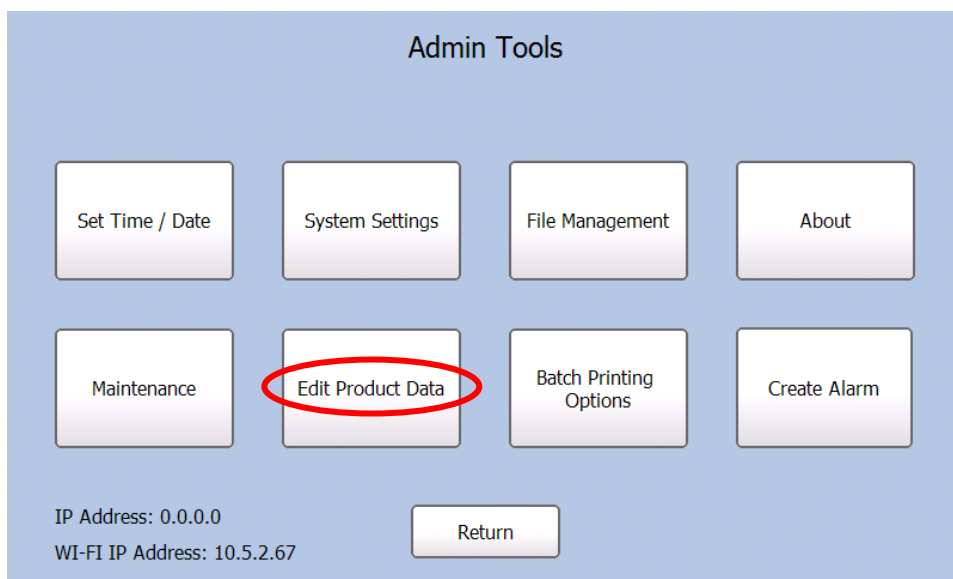 Admin Tools
Set Time / Date
System Settings
File Management
About
Maintenance
Edit Product Data
Batch Printing
Options
Create Alarm
IP Address: 0.0.0.0
WI-FI IP Address: 10.5.2.67
Return